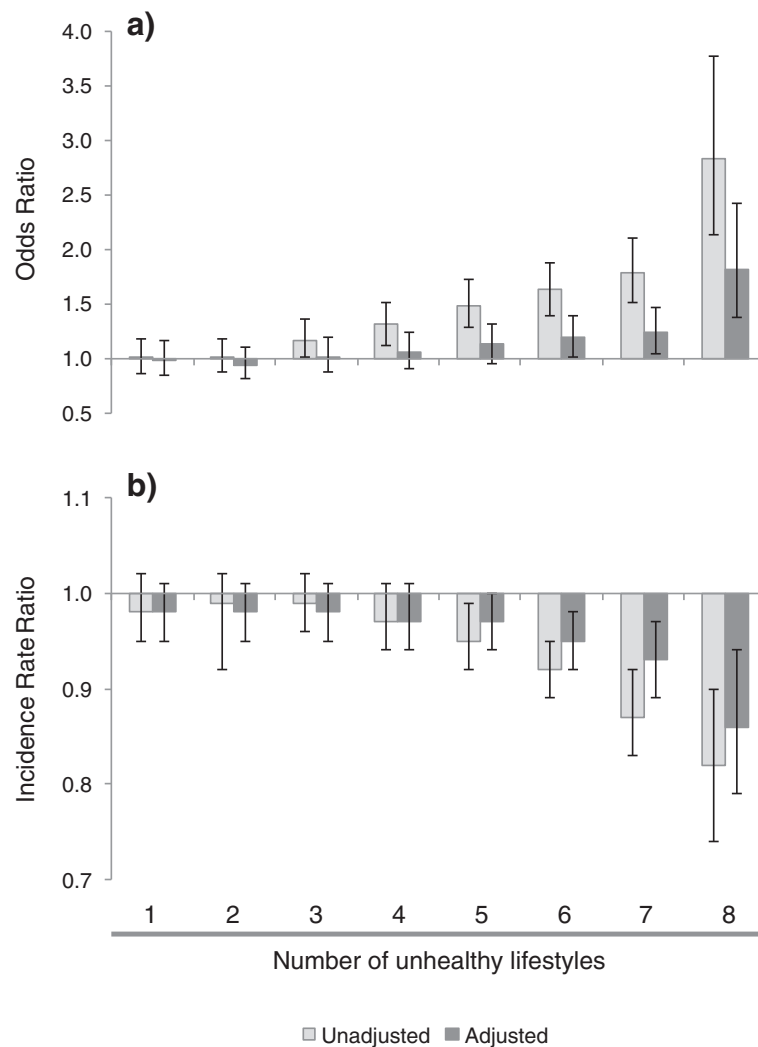 a)
4.0
3.5
3.0
2.5
2.0
1.5
1.0
0.5
Odds Ratio
b)
1.1
1.0
0.9
0.8
0.7
Incidence Rate Ratio
1 2 3 4 5 6 7 8
Number of unhealthy lifestyles
Unadjusted Adjusted